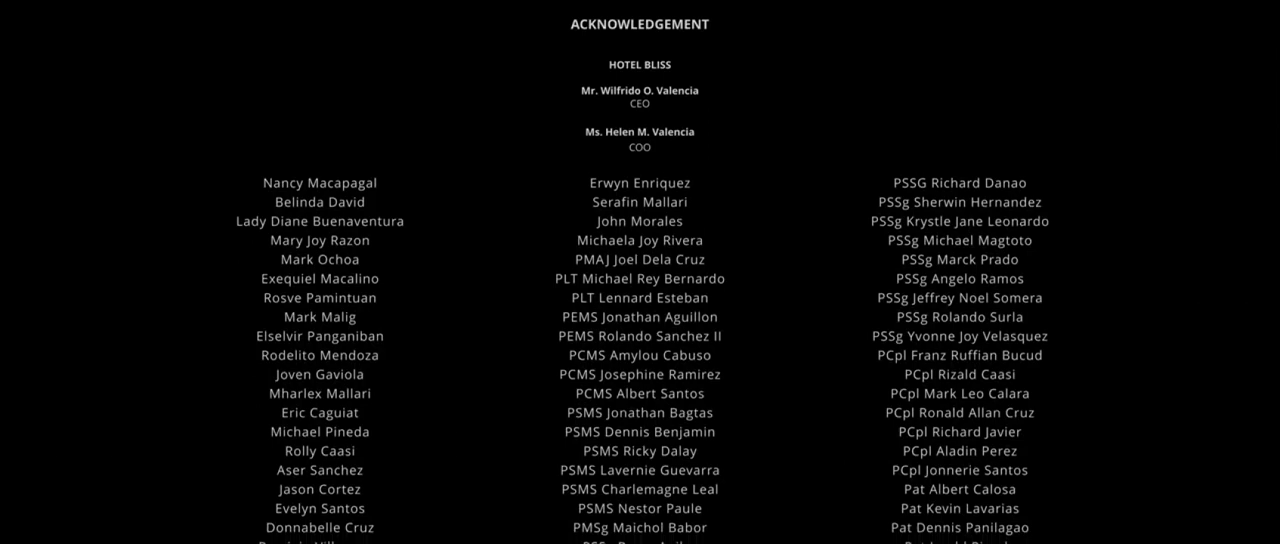 ACKNOWLEDGEMENT
HOTEL BLISS
Mr. Wilfrido O. Valencia
CEO
Ms. Helen M. Valencia
COO
Nancy Macapagal
Belinda David
Lady Diane Buenaventura
Mary Joy Razon
Mark Ochoa
Exequiel Macalino
Rosve Pamintuan
Mark Malig
Elselvir Panganiban
Rodelito Mendoza
Joven Gaviola
Mharlex Mallari
Eric Caguiat
Michael Pineda
Rolly Caasi
Aser Sanchez
Jason Cortez
Evelyn Santos
Donnabelle Cruz
Erwyn Enriquez
Serafin Mallari
John Morales
Michaela Joy Rivera
PMAJ Joel Dela Cruz
PLT Michael Rey Bernardo
PLT Lennard Esteban
PEMS Jonathan Aguillon
PEMS Rolando Sanchez II
PCMS Amylou Cabuso
PCMS Josephine Ramirez
PCMS Albert Santos
PSMS Jonathan Bagtas
PSMS Dennis Benjamin
PSMS Ricky Dalay
PSMS Lavernie Guevarra
PSMS Charlemagne Leal
PSMS Nestor Paule
PMSg Maichol Babor
PSSG Richard Danao
PSSg Sherwin Hernandez
PSSg Krystle Jane Leonardo
PSSg Michael Magtoto
PSSg Marck Prado
PSSg Angelo Ramos
PSSg Jeffrey Noel Somera
PSSg Rolando Surla
PSSg Yvonne Joy Velasquez
PCpl Franz Ruffian Bucud
PCpl Rizald Caasi
PCpl Mark Leo Calara
PCpl Ronald Allan Cruz
PCpl Richard Javier
PCpl Aladin Perez
PCpl Jonnerie Santos
Pat Albert Calosa
Pat Kevin Lavarias
Pat Dennis Panilagao